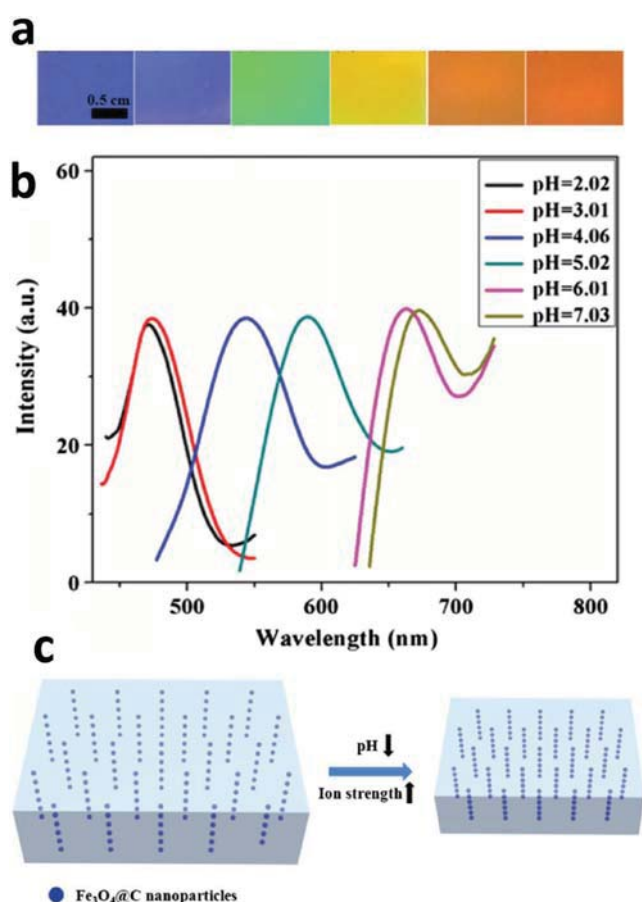 a
0.5 cm
b
60
40
20
0
Intensity (a.u.)
pH=2.02
pH=3.01
pH=4.06
pH=5.02
pH=6.01
pH=7.03
500 600 700 800
Wavelength (nm)
c
pH
Ion strength
Fe₃O₄@C nanoparticles